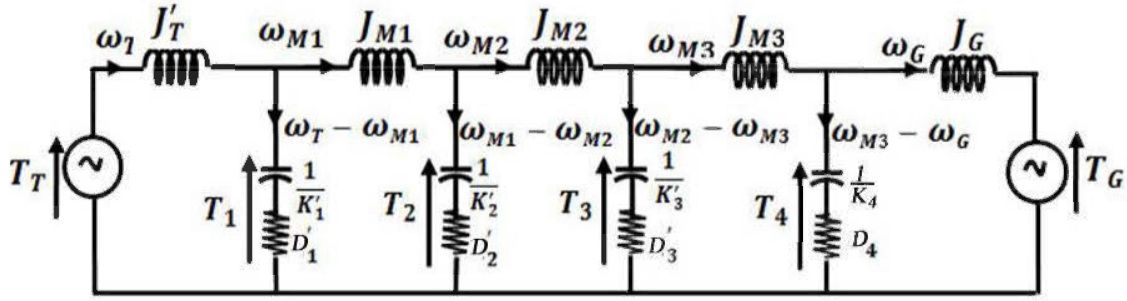 ω_T J'_T ω_M1 J_M1 ω_M2 J_M2 ω_M3 J_M3 ω_G J_G
ω_T − ω_M1 ω_M1 − ω_M2 ω_M2 − ω_M3 ω_M3 − ω_G
T_T T_1 1/K'_1 T_2 1/K'_2 T_3 1/K'_3 T_4 1/K_4 T_G
D'_1 D'_2 D'_3 D_4